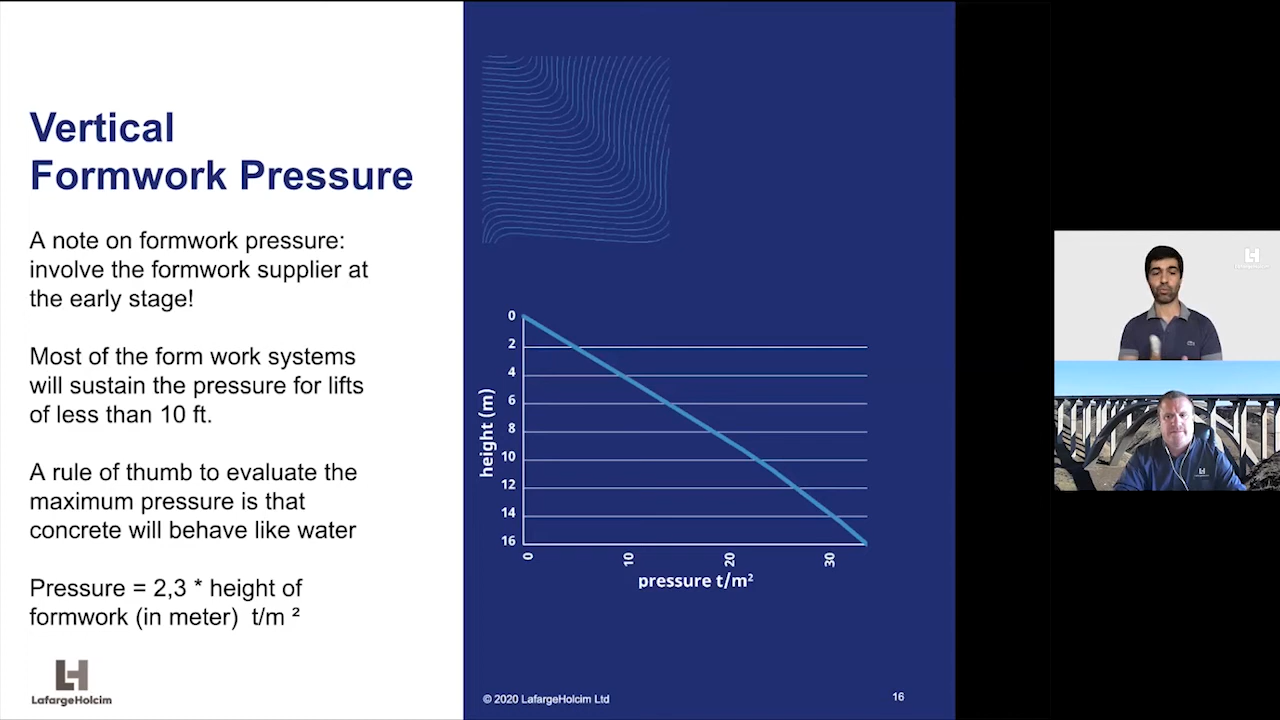 Vertical
Formwork Pressure
A note on formwork pressure:
involve the formwork supplier at
the early stage!
Most of the form work systems
will sustain the pressure for lifts
of less than 10 ft.
A rule of thumb to evaluate the
maximum pressure is that
concrete will behave like water
Pressure = 2,3 * height of
formwork (in meter) t/m ²
LafargeHolcim
height (m)
0
2
4
6
8
10
12
14
16
0
10
20
30
pressure t/m²
© 2020 LafargeHolcim Ltd
16
LafargeHolcim